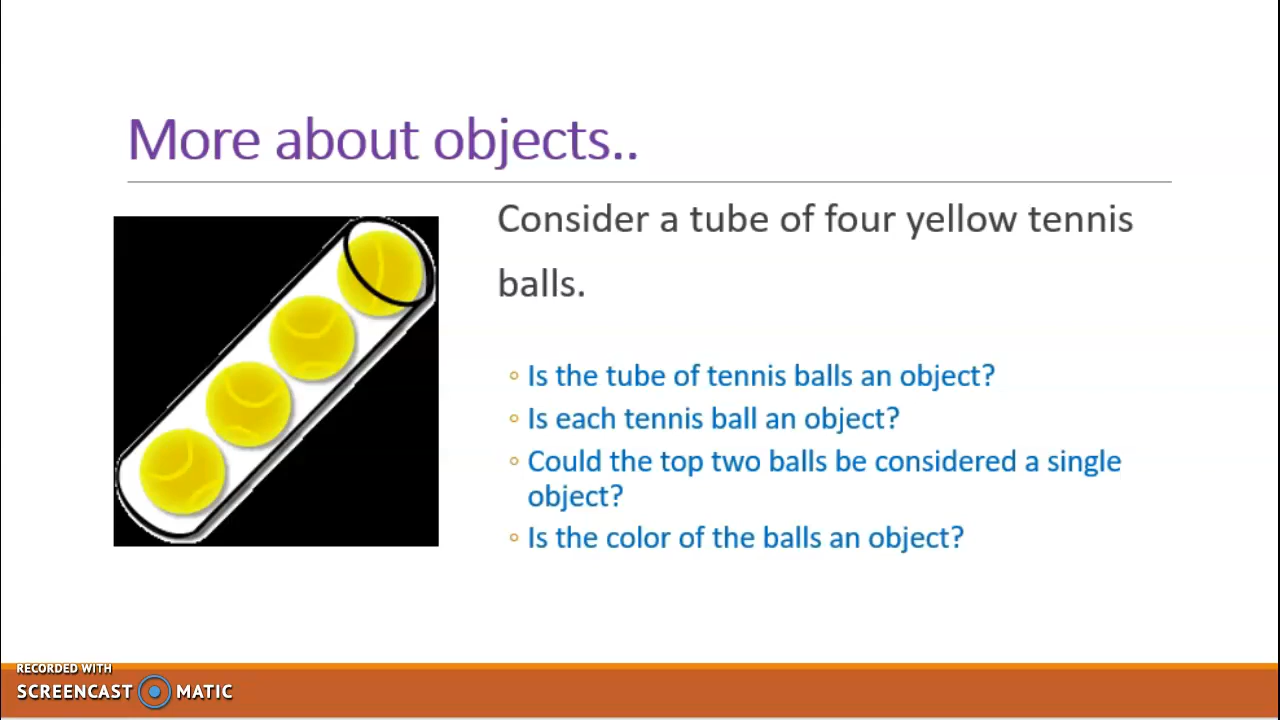 More about objects..
Consider a tube of four yellow tennis
balls.
◦ Is the tube of tennis balls an object?
◦ Is each tennis ball an object?
◦ Could the top two balls be considered a single
object?
◦ Is the color of the balls an object?
RECORDED WITH
SCREENCAST MATIC